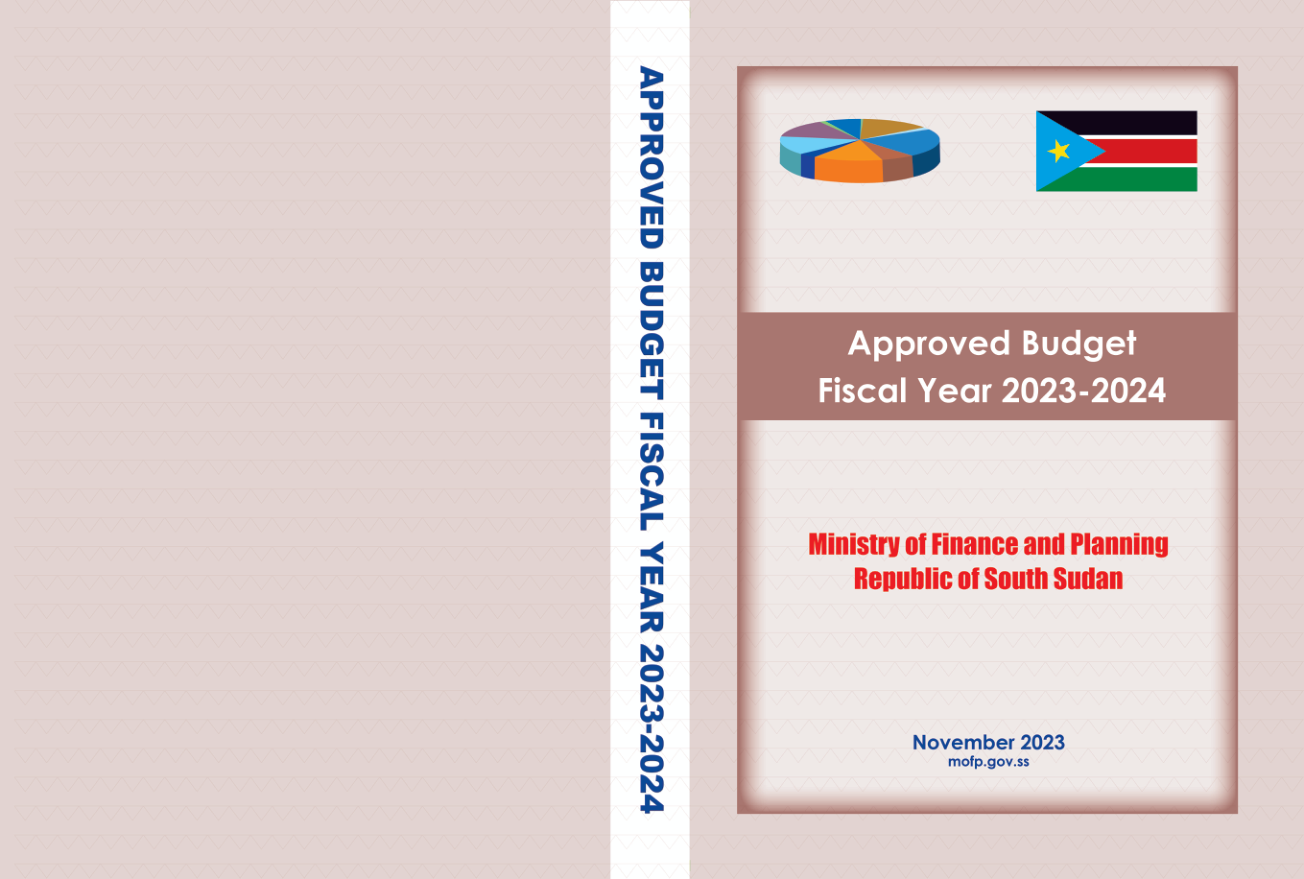 APPROVED BUDGET FISCAL YEAR 2023-2024
Approved Budget
Fiscal Year 2023-2024
Ministry of Finance and Planning
Republic of South Sudan
November 2023
mofp.gov.ss